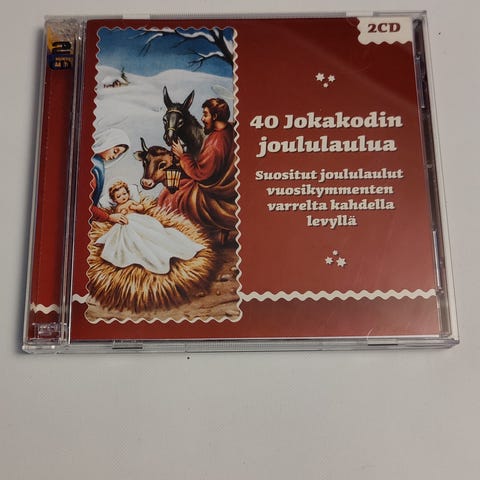 2CD
40 Jokakodin
joululaulua
Suositut joululaulut
vuosikymmenten
varrelta kahdella
levyllä